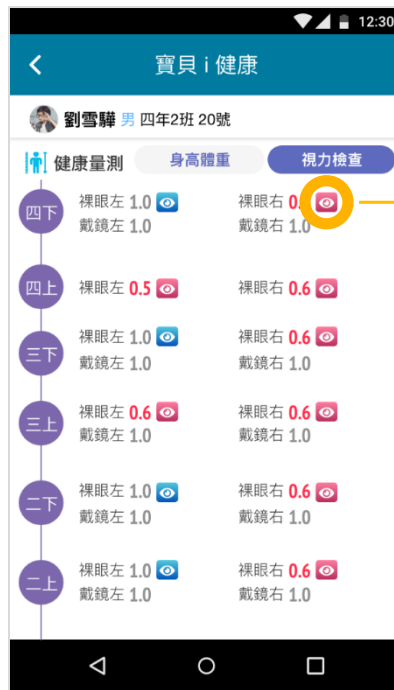 12:30
寶貝 i 健康
劉雪驊 男 四年2班 20號
健康量測 身高體重 視力檢查
四下 裸眼左 1.0 裸眼右 0.
戴鏡左 1.0 戴鏡右 1.0
四上 裸眼左 0.5 裸眼右 0.6
三下 裸眼左 1.0 裸眼右 0.6
戴鏡左 1.0 戴鏡右 1.0
三上 裸眼左 0.6 裸眼右 0.6
戴鏡左 1.0 戴鏡右 1.0
二下 裸眼左 1.0 裸眼右 0.6
戴鏡左 1.0 戴鏡右 1.0
二上 裸眼左 1.0 裸眼右 0.6
戴鏡左 1.0 戴鏡右 1.0